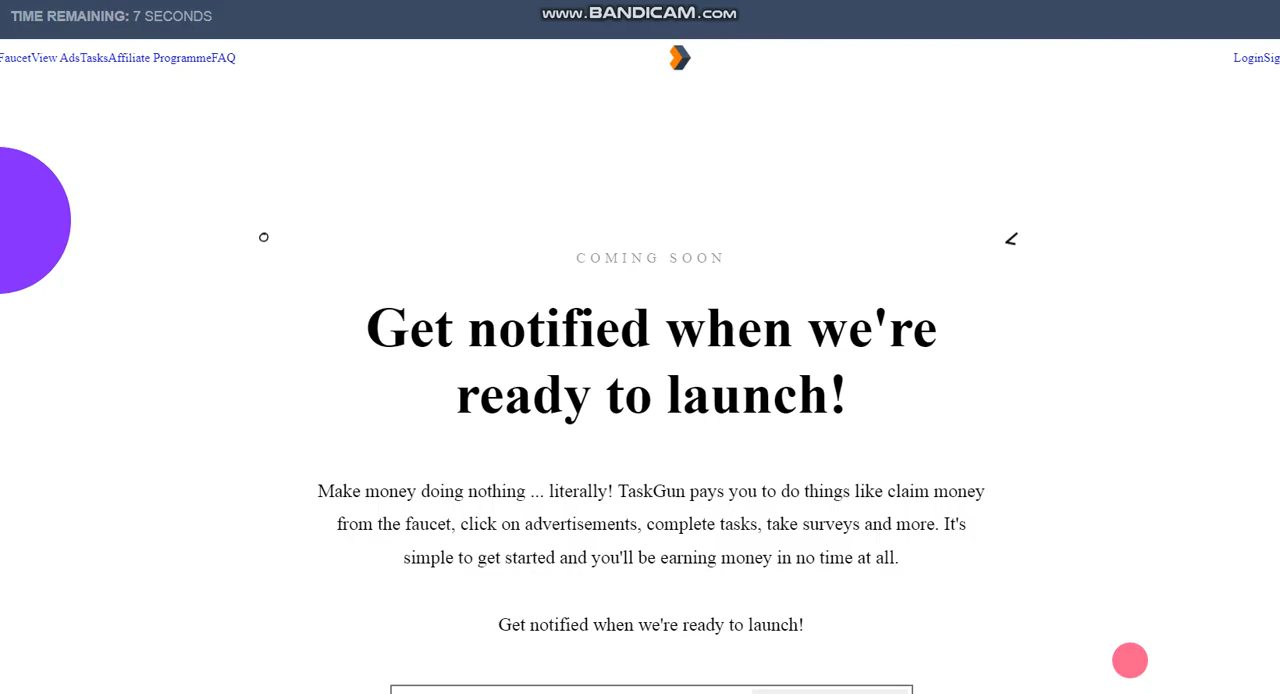 TIME REMAINING: 7 SECONDS
www.BANDICAM.com
FaucetView AdsTasksAffiliate ProgrammeFAQ
LoginSig
COMING SOON
Get notified when we're
ready to launch!
Make money doing nothing ... literally! TaskGun pays you to do things like claim money
from the faucet, click on advertisements, complete tasks, take surveys and more. It's
simple to get started and you'll be earning money in no time at all.
Get notified when we're ready to launch!